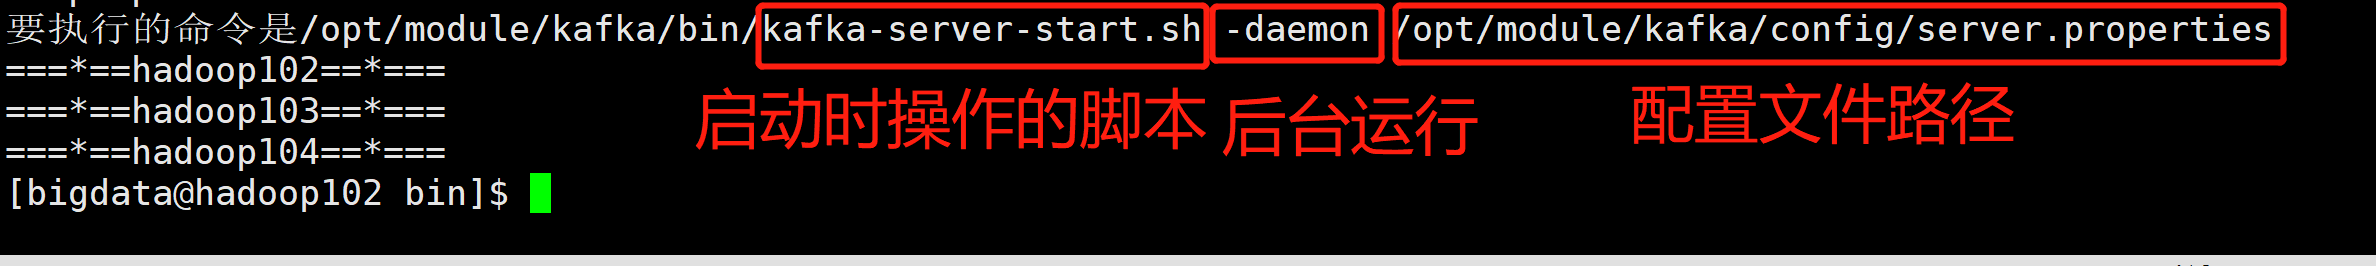 要执行的命令是/opt/module/kafka/bin/kafka-server-start.sh -daemon /opt/module/kafka/config/server.properties
===*==hadoop102==*===
启动时操作的脚本 后台运行 配置文件路径
===*==hadoop103==*===
===*==hadoop104==*===
[bigdata@hadoop102 bin]$